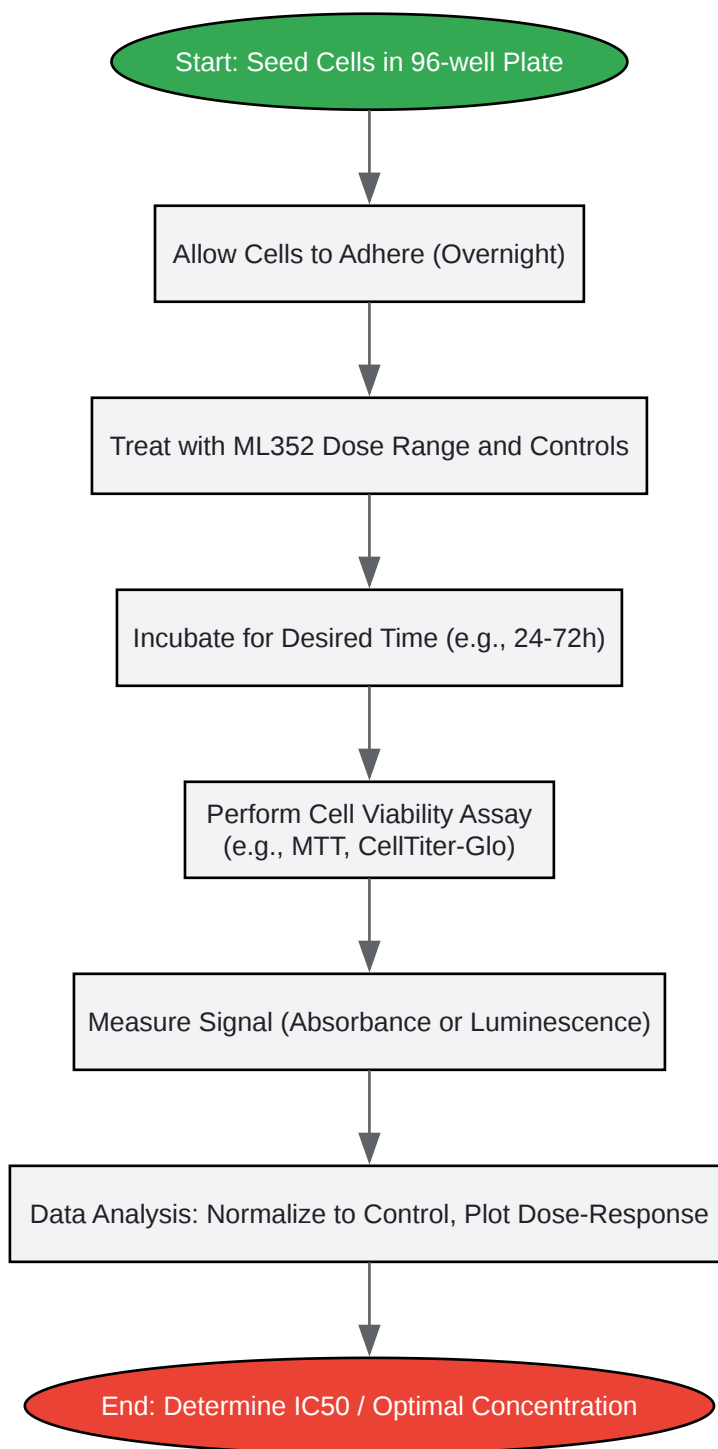 Start: Seed Cells in 96-well Plate
Allow Cells to Adhere (Overnight)
Treat with ML352 Dose Range and Controls
Incubate for Desired Time (e.g., 24-72h)
Perform Cell Viability Assay
(e.g., MTT, CellTiter-Glo)
Measure Signal (Absorbance or Luminescence)
Data Analysis: Normalize to Control, Plot Dose-Response
End: Determine IC50 / Optimal Concentration